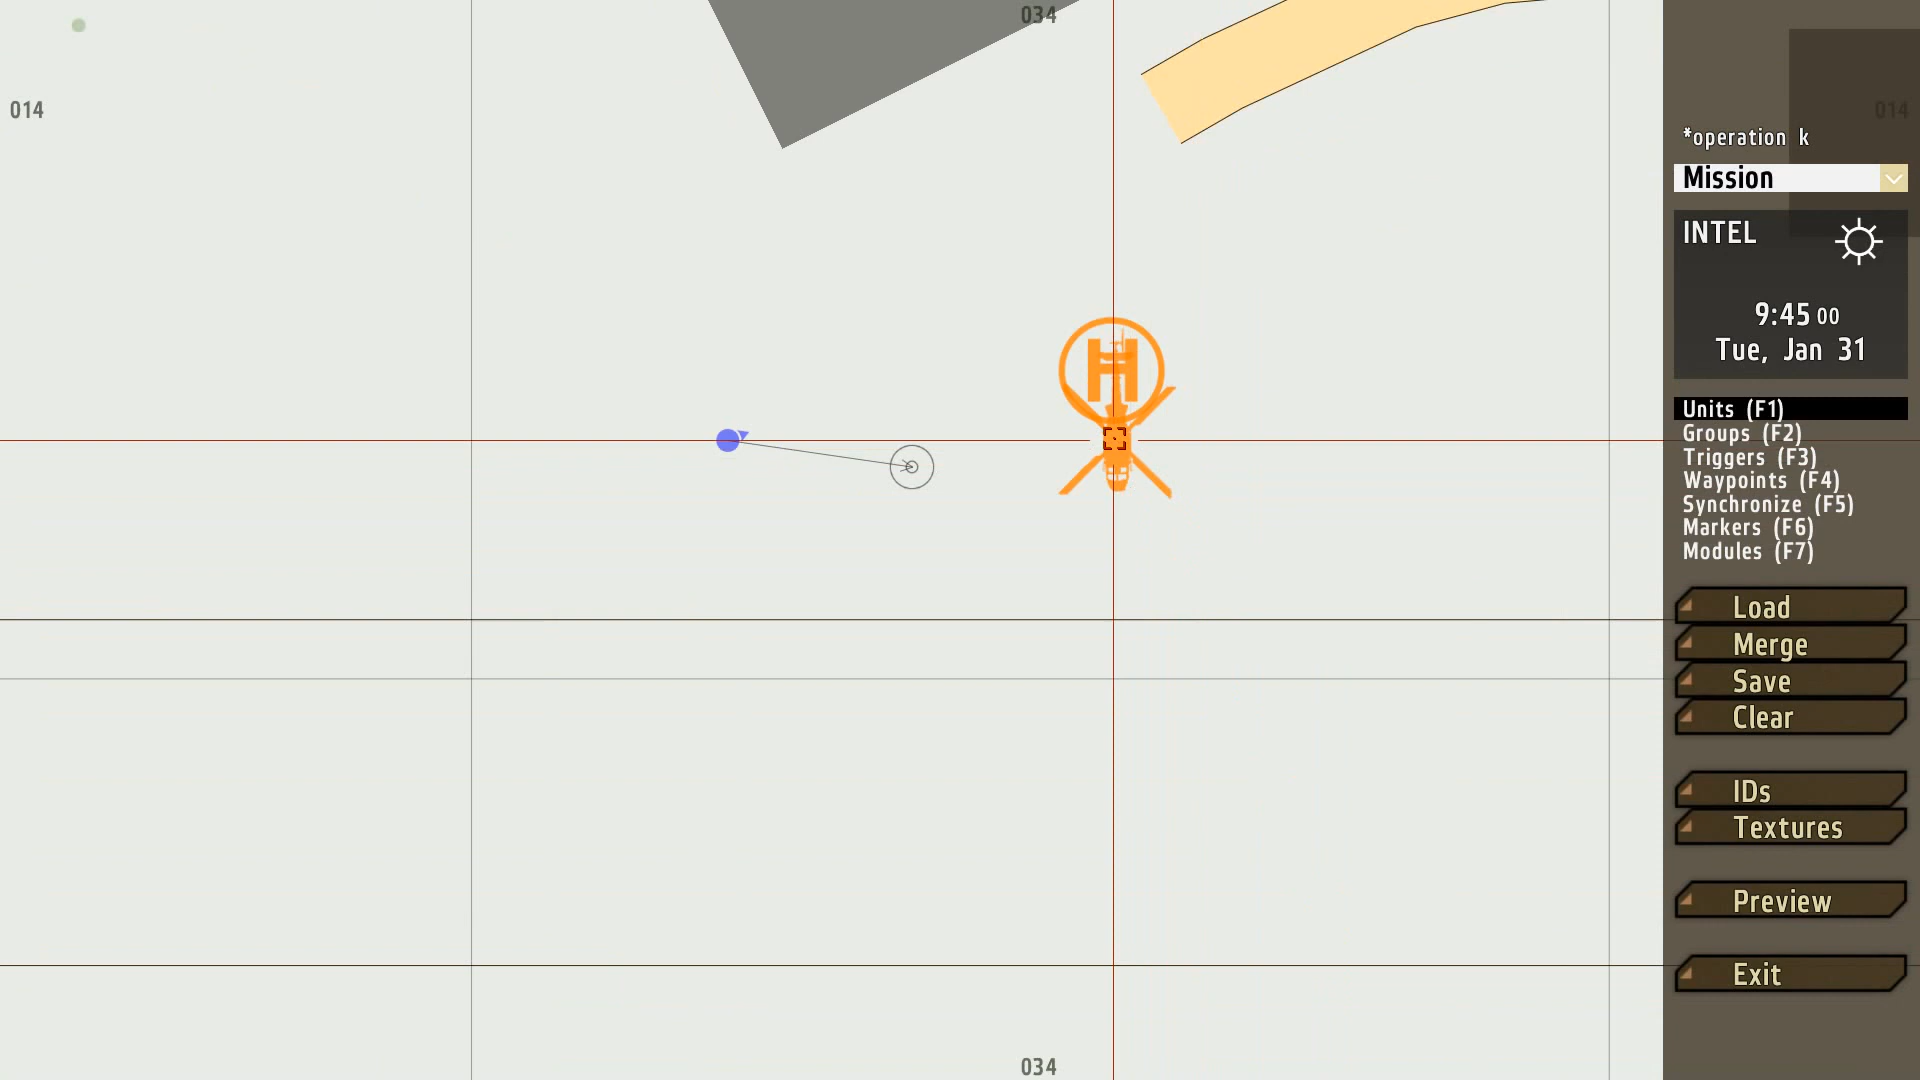 034
014
014
*operation k
Mission
INTEL
9:45 00
Tue, Jan 31
H
Units (F1)
Groups (F2)
Triggers (F3)
Waypoints (F4)
Synchronize (F5)
Markers (F6)
Modules (F7)
Load
Merge
Save
Clear
IDs
Textures
Preview
Exit
034